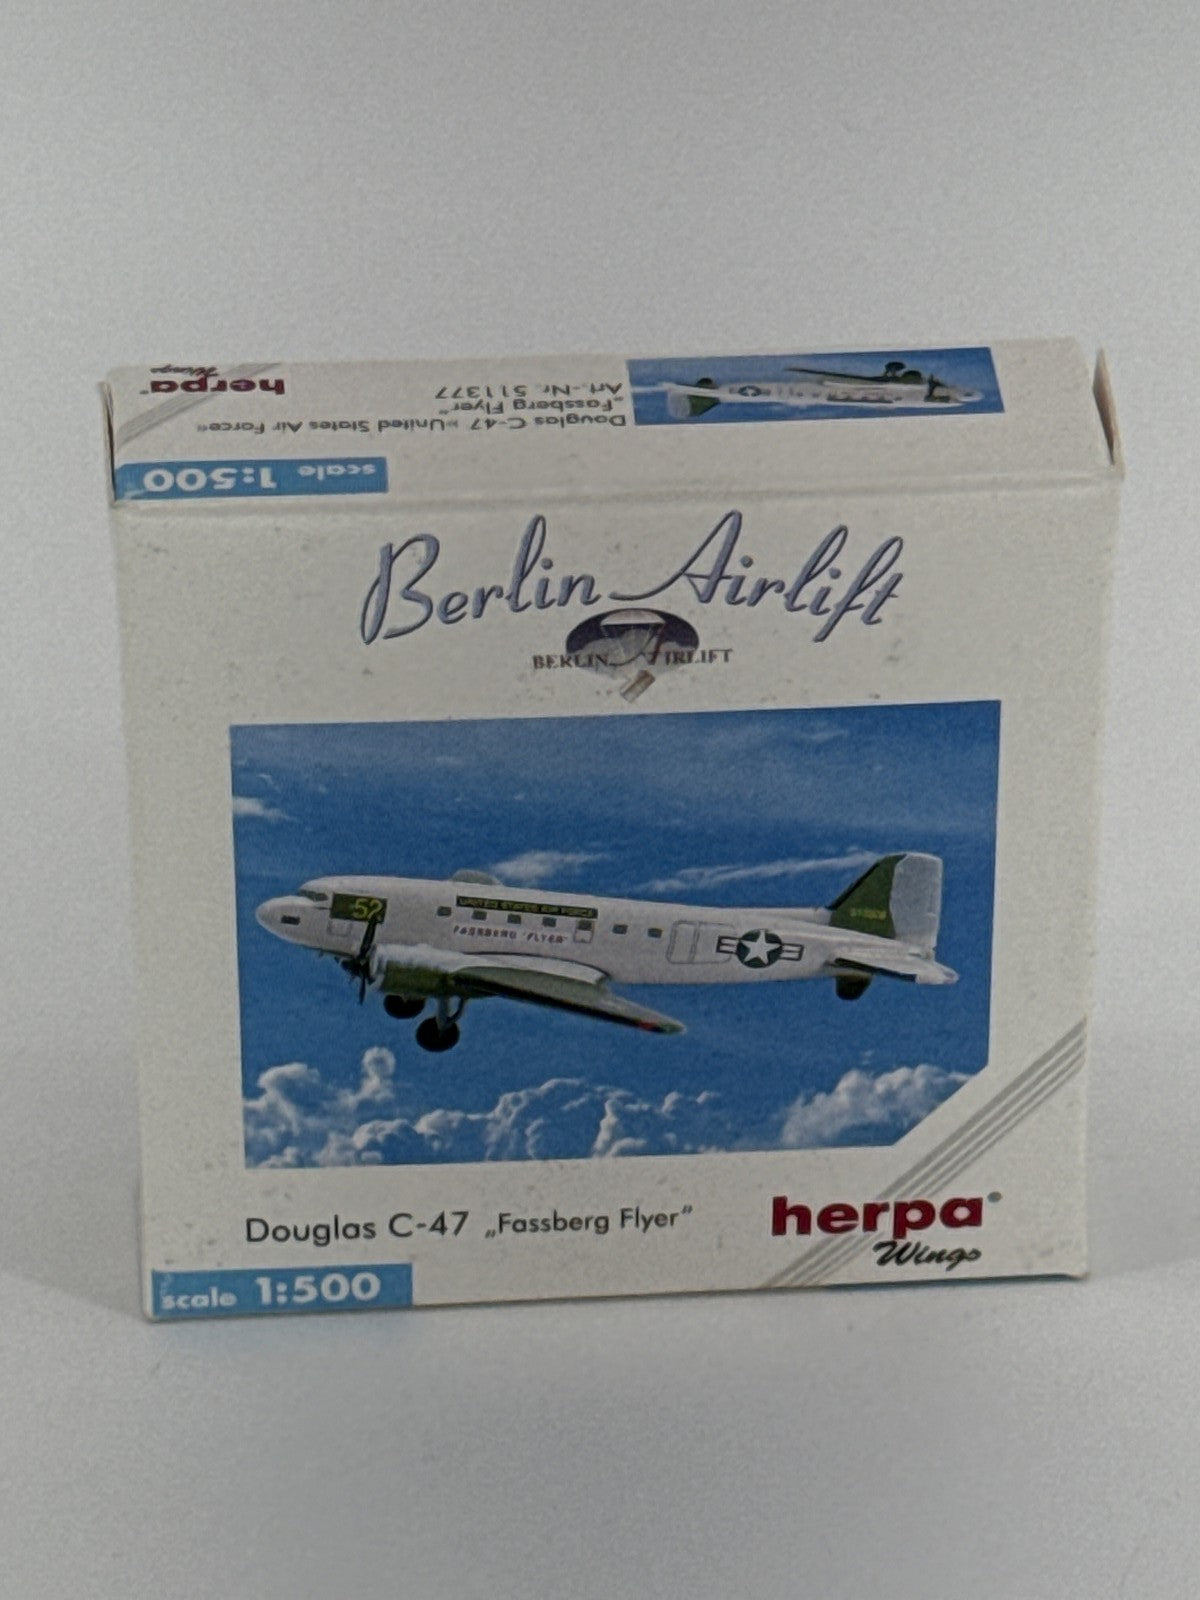 herpa
Wings
Douglas C-47 »United States Air Force«
„Fassberg Flyer”
Art.-Nr. 511377
scale 1:500
Berlin Airlift
BERLIN AIRLIFT
52
UNITED STATES AIR FORCE
FASSBERG FLYER
Douglas C-47 „Fassberg Flyer”
herpa®
Wings
scale 1:500